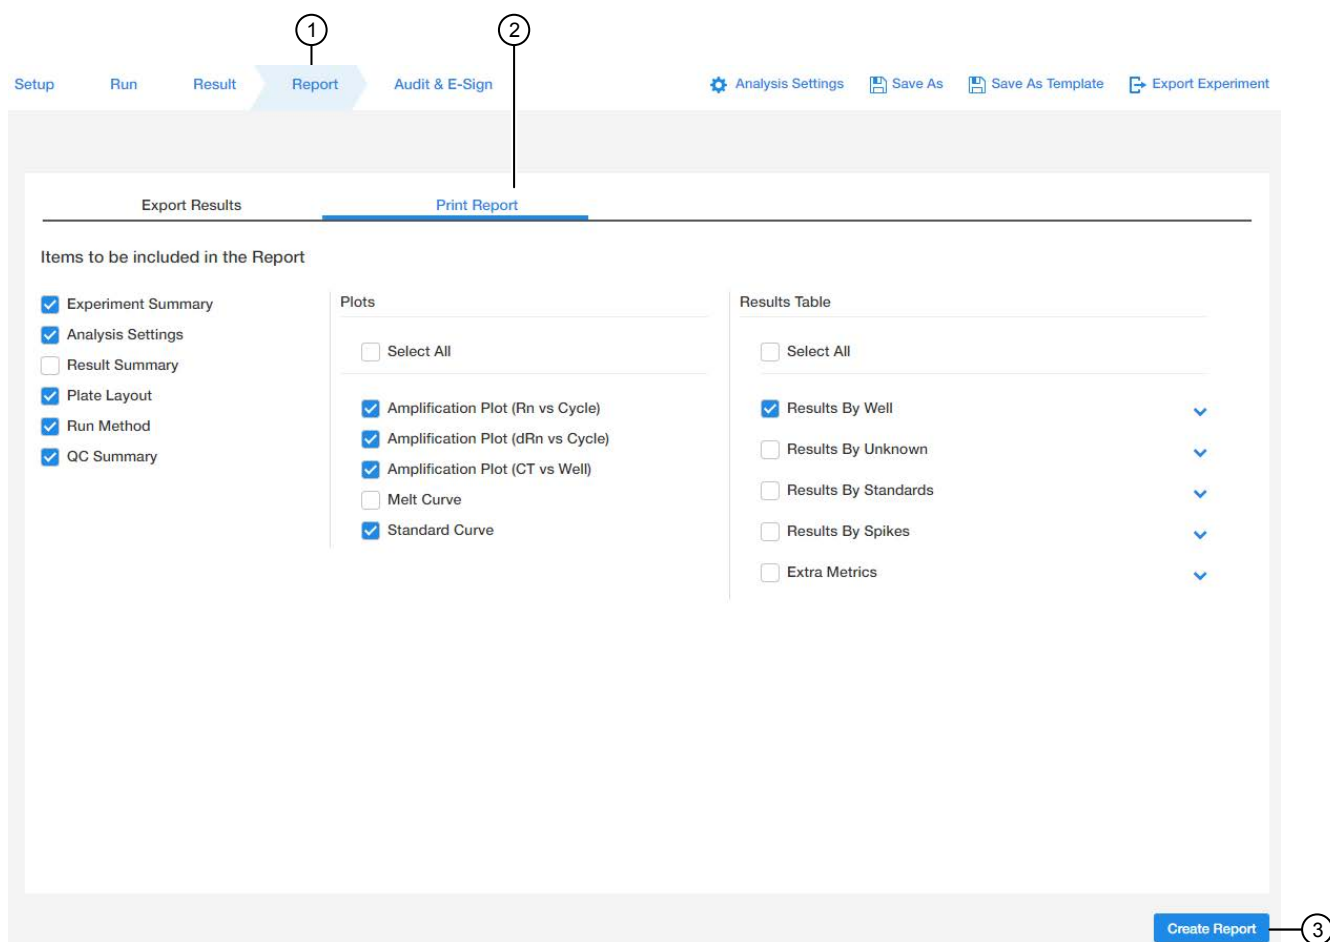 1 2
Setup Run Result Report Audit & E-Sign Analysis Settings Save As Save As Template Export Experiment
Export Results Print Report
Items to be included in the Report
Experiment Summary
Analysis Settings
Result Summary
Plate Layout
Run Method
QC Summary
Plots
Select All
Amplification Plot (Rn vs Cycle)
Amplification Plot (dRn vs Cycle)
Amplification Plot (CT vs Well)
Melt Curve
Standard Curve
Results Table
Select All
Results By Well
Results By Unknown
Results By Standards
Results By Spikes
Extra Metrics
Create Report 3